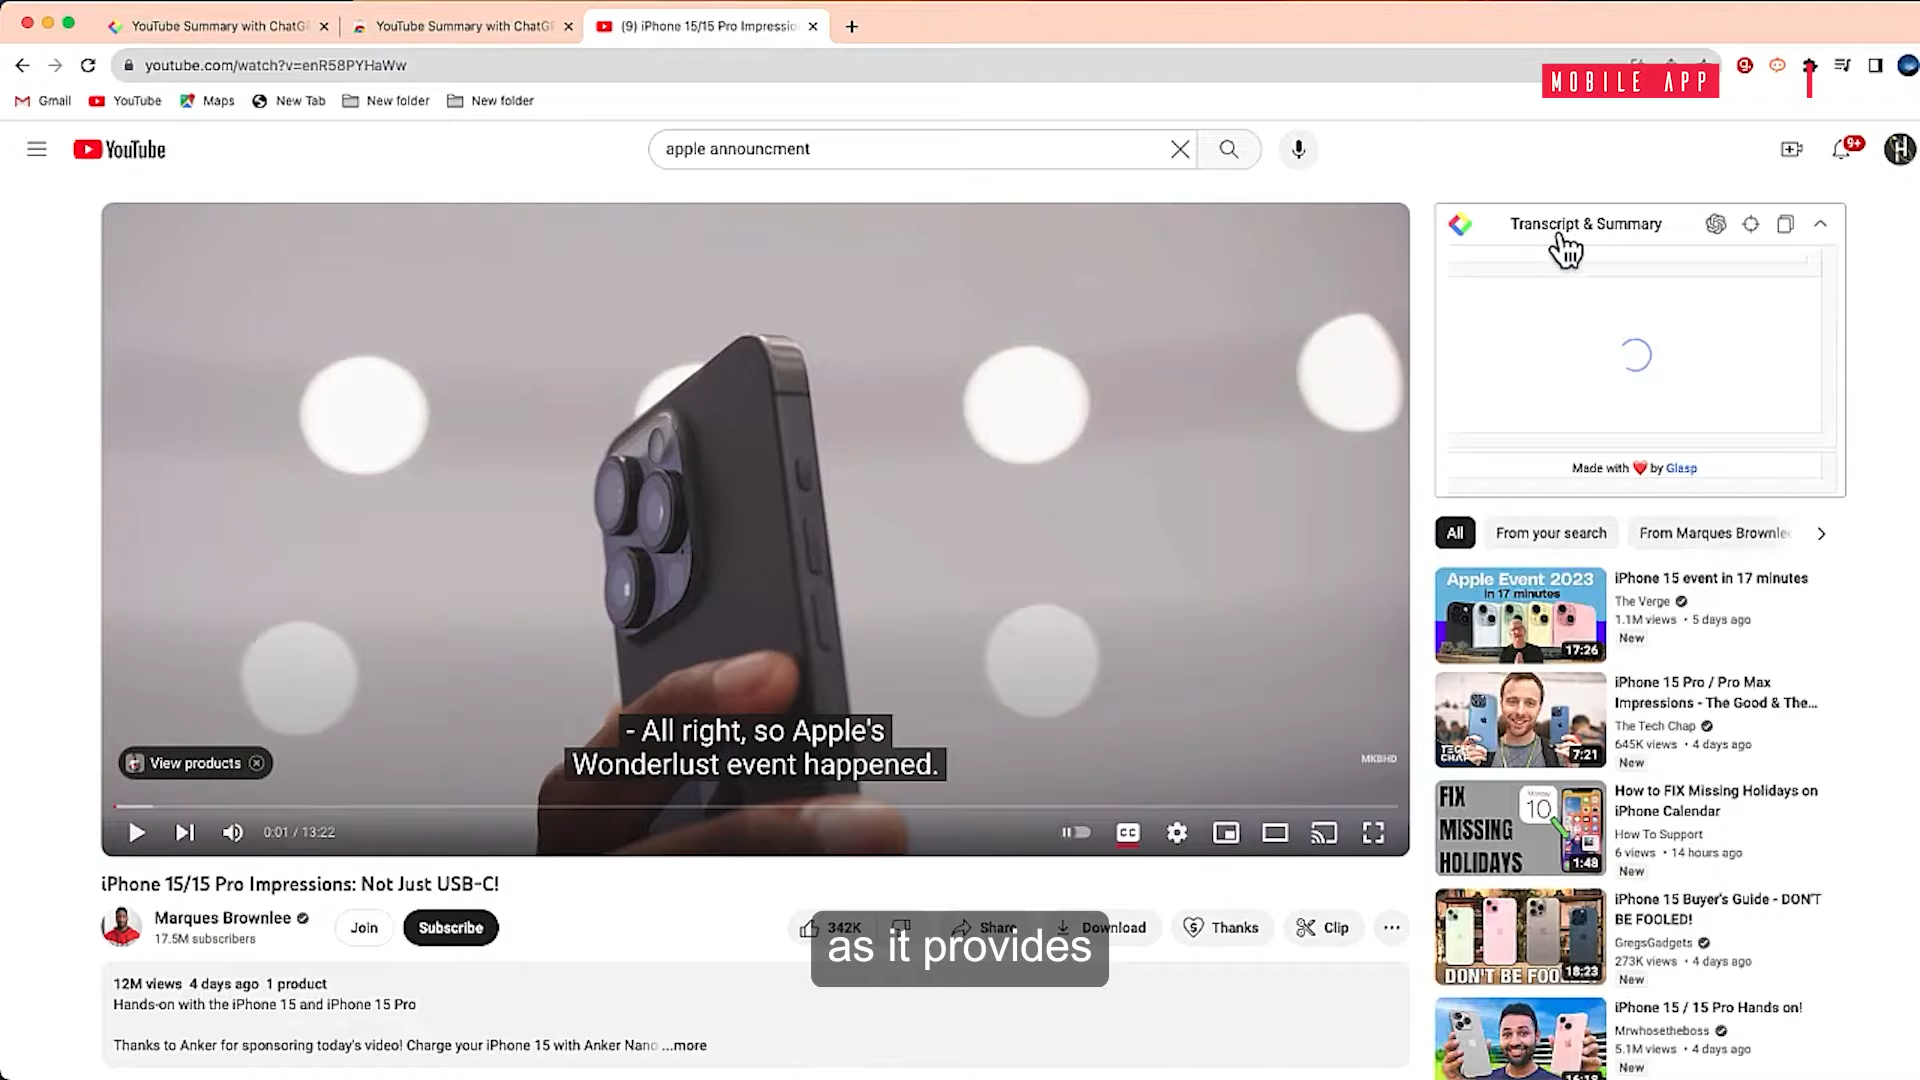 YouTube Summary with ChatG
YouTube Summary with ChatG
(9) iPhone 15/15 Pro Impressio
youtube.com/watch?v=enR58PYHaWw
MOBILE APP
Gmail
YouTube
Maps
New Tab
New folder
New folder
YouTube
apple announcment
9+
H
Transcript & Summary
Made with ❤️ by Glasp
All
From your search
From Marques Brownlee
- All right, so Apple's
Wonderlust event happened.
View products
MKBHD
0:01 / 13:22
CC
iPhone 15/15 Pro Impressions: Not Just USB-C!
Marques Brownlee
17.5M subscribers
Join
Subscribe
342K
Share
Download
Thanks
Clip
as it provides
12M views 4 days ago 1 product
Hands-on with the iPhone 15 and iPhone 15 Pro
Thanks to Anker for sponsoring today's video! Charge your iPhone 15 with Anker Nano ...more
Apple Event 2023
in 17 minutes
17:26
iPhone 15 event in 17 minutes
The Verge
1.1M views • 5 days ago
New
TECH
CHAP
7:21
iPhone 15 Pro / Pro Max
Impressions - The Good & The...
The Tech Chap
645K views • 4 days ago
New
FIX
MISSING
HOLIDAYS
10
1:48
How to FIX Missing Holidays on
iPhone Calendar
How To Support
6 views • 14 hours ago
New
DON'T BE FOO
18:23
iPhone 15 Buyer's Guide - DON'T
BE FOOLED!
GregsGadgets
273K views • 4 days ago
New
iPhone 15 / 15 Pro Hands on!
Mrwhosetheboss
5.1M views • 4 days ago
New